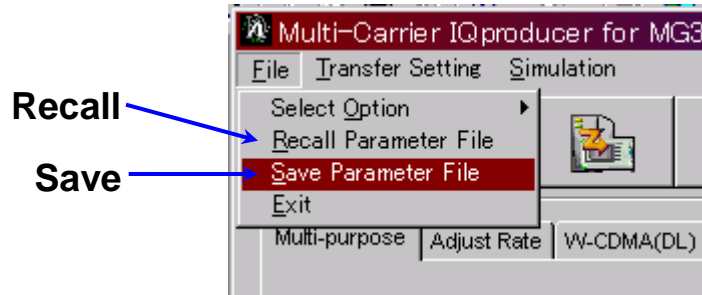 Multi-Carrier IQproducer for MG3
File Transfer Setting Simulation
Recall
Select Option
Recall Parameter File
Save
Save Parameter File
Exit
Multi-purpose Adjust Rate W-CDMA(DL)